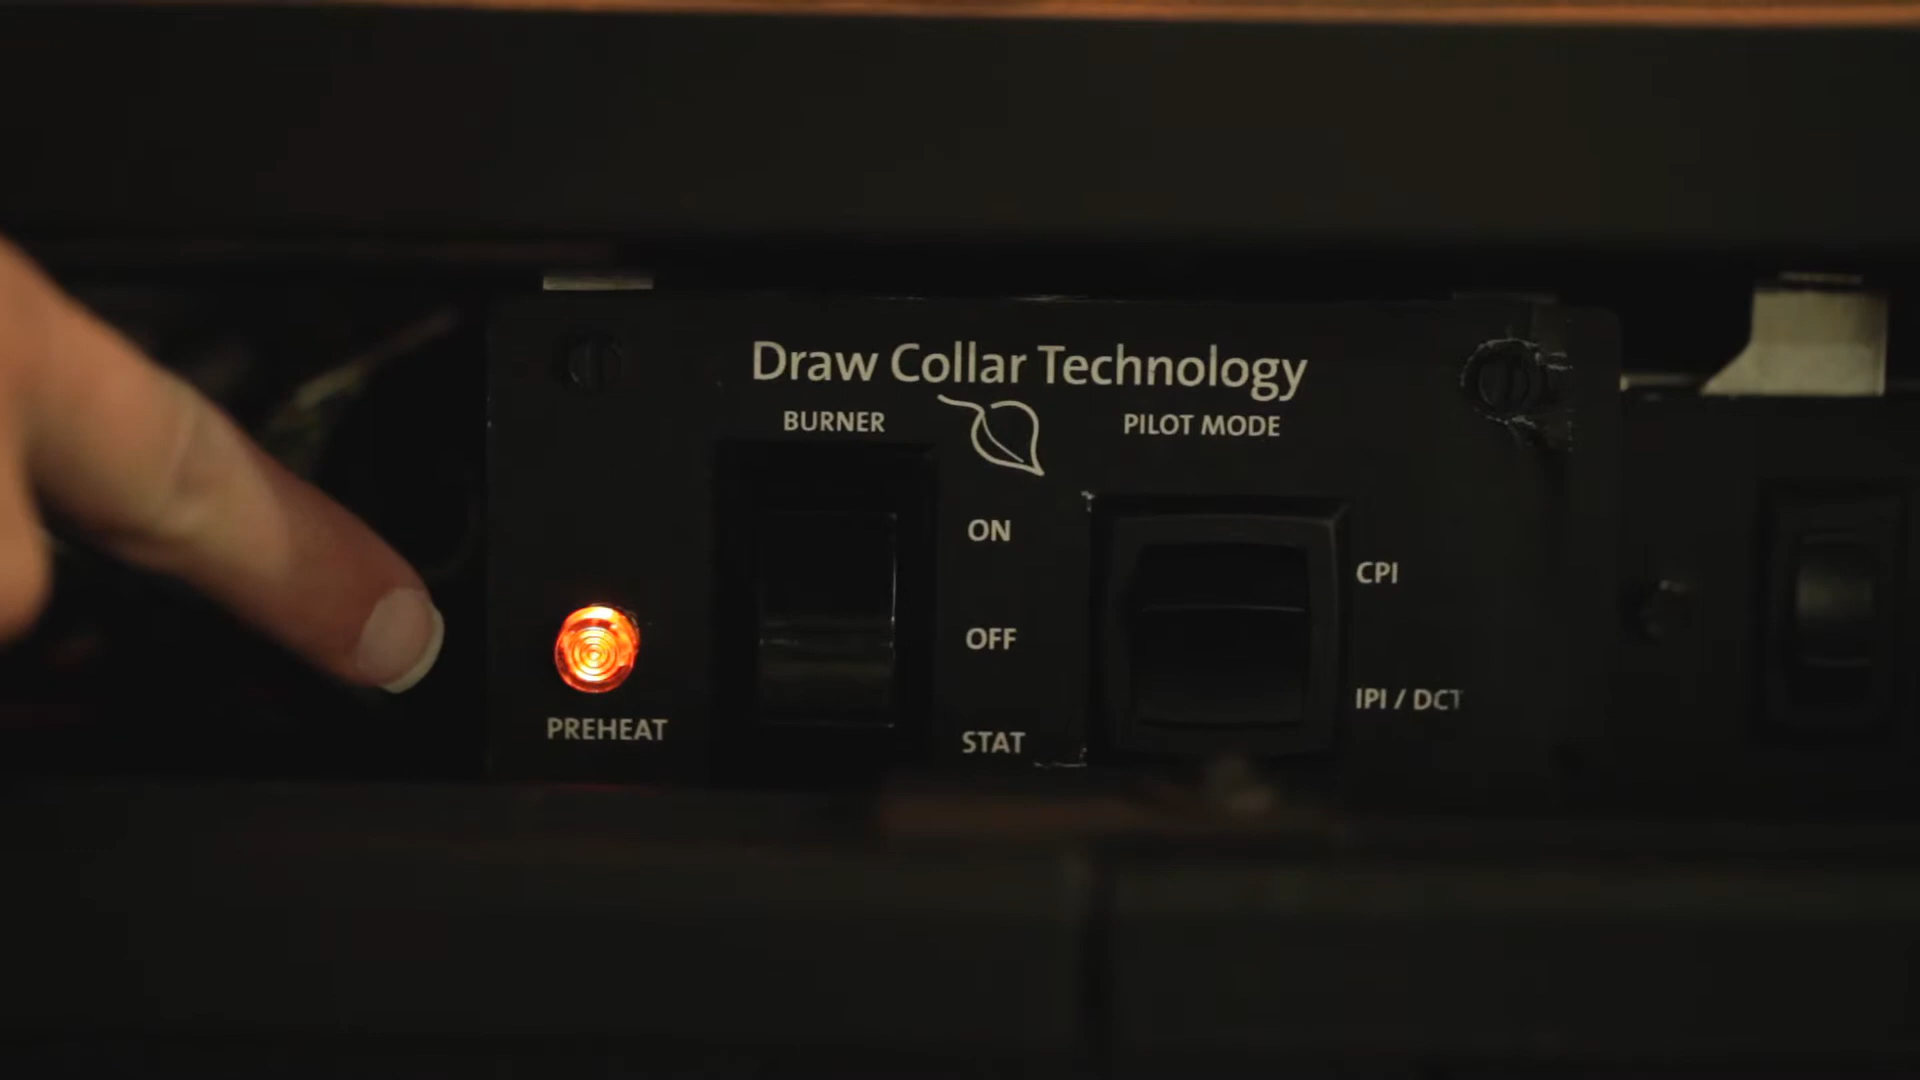 Draw Collar Technology
BURNER
PILOT MODE
ON
CPI
OFF
IPI / DCT
PREHEAT
STAT